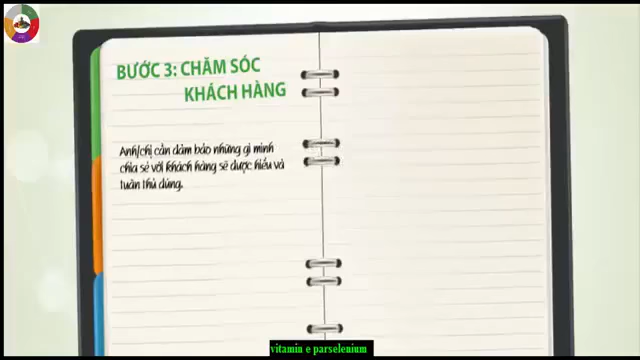 BƯỚC 3: CHĂM SÓC
KHÁCH HÀNG
Anh/chị cần đảm bảo những gì mình
chia sẻ với khách hàng sẽ được hiểu và
tuân thủ đúng.
vitamin e parselenium